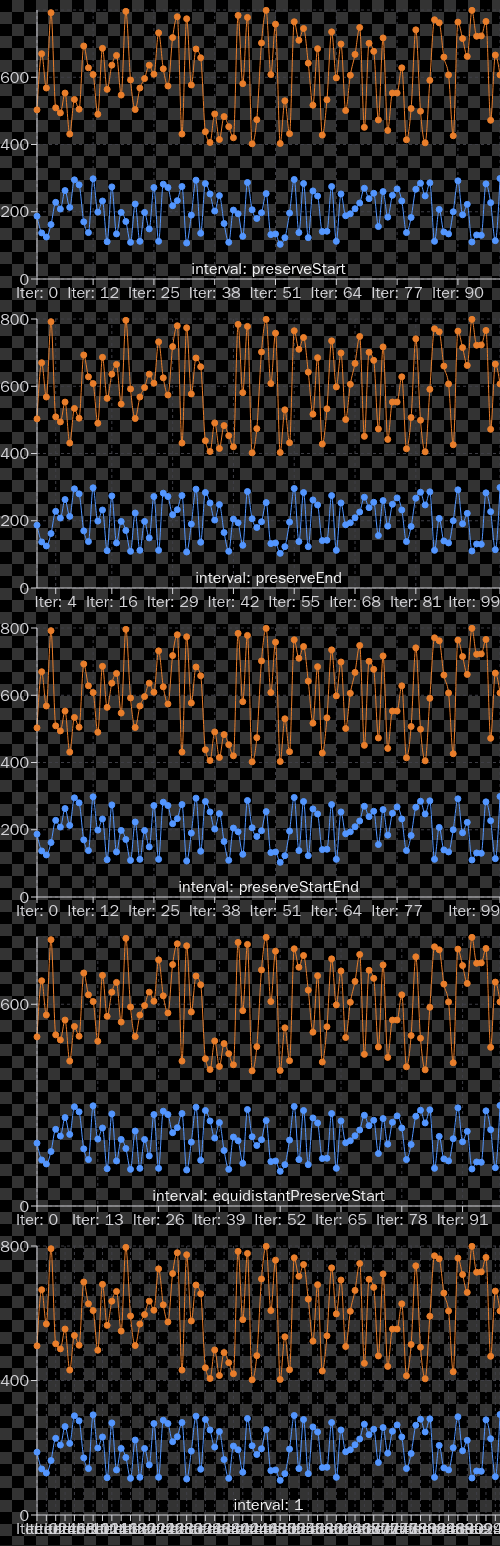 600
400
200
0
interval: preserveStart
Iter: 0 Iter: 12 Iter: 25 Iter: 38 Iter: 51 Iter: 64 Iter: 77 Iter: 90
800
600
400
200
0
interval: preserveEnd
Iter: 4 Iter: 16 Iter: 29 Iter: 42 Iter: 55 Iter: 68 Iter: 81 Iter: 99
800
600
400
200
0
interval: preserveStartEnd
Iter: 0 Iter: 12 Iter: 25 Iter: 38 Iter: 51 Iter: 64 Iter: 77 Iter: 99
600
0
interval: equidistantPreserveStart
Iter: 0 Iter: 13 Iter: 26 Iter: 39 Iter: 52 Iter: 65 Iter: 78 Iter: 91
800
400
0
interval: 1